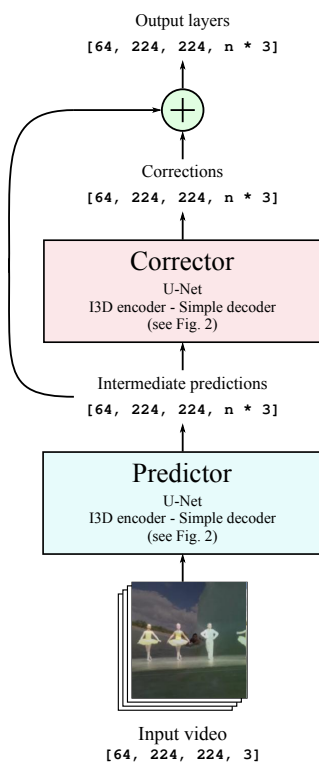 Output layers
[64, 224, 224, n * 3]
+
Corrections
[64, 224, 224, n * 3]
Corrector
U-Net
I3D encoder - Simple decoder
(see Fig. 2)
Intermediate predictions
[64, 224, 224, n * 3]
Predictor
U-Net
I3D encoder - Simple decoder
(see Fig. 2)
Input video
[64, 224, 224, 3]